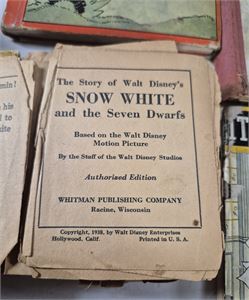 The Story of Walt Disney's
SNOW WHITE
and the Seven Dwarfs
Based on the Walt Disney
Motion Picture
By the Staff of the Walt Disney Studios
Authorized Edition
WHITMAN PUBLISHING COMPANY
Racine, Wisconsin
Copyright, 1938, by Walt Disney Enterprises
Hollywood, Calif. Printed in U. S. A.
his
to